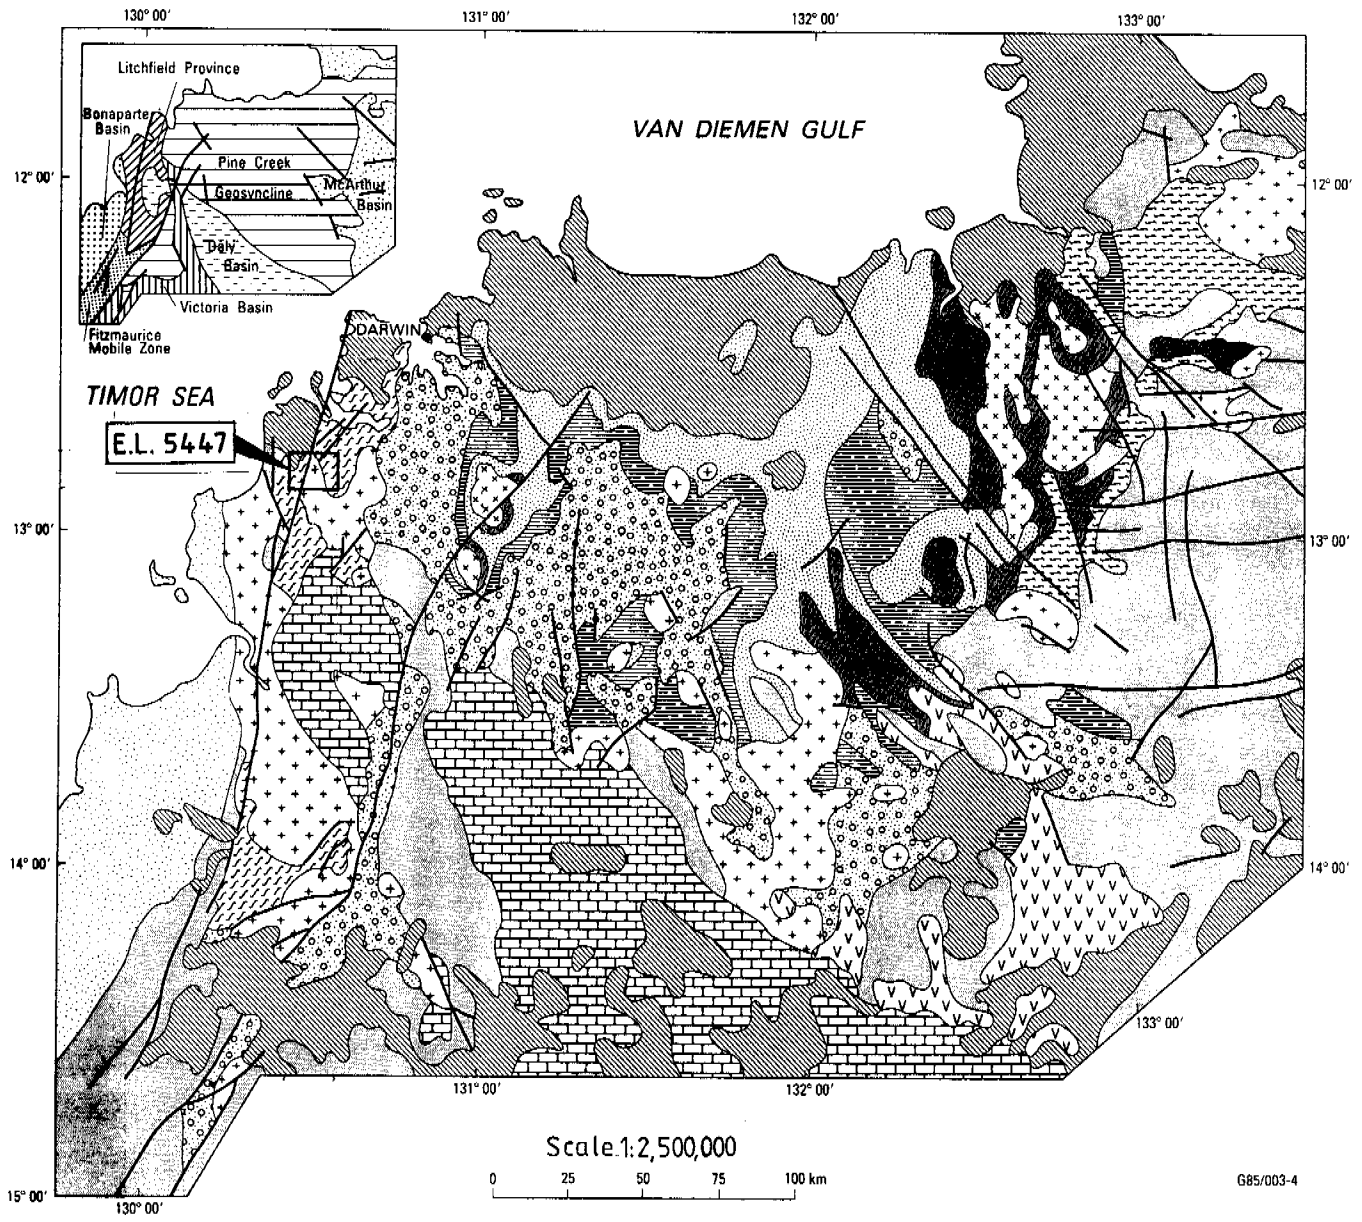 130° 00'
131° 00'
132° 00'
133° 00'
Litchfield Province
Bonaparte
Basin
Pine Creek
Geosyncline
McArthur
Basin
Daly
Basin
Victoria Basin
Fitzmaurice
Mobile Zone
VAN DIEMEN GULF
12° 00'
12° 00'
DARWIN
TIMOR SEA
E.L. 5447
13° 00'
13° 00'
14° 00'
14° 00'
133° 00'
131° 00'
132° 00'
Scale 1:2,500,000
0 25 50 75 100 km
G85/003-4
15° 00'
130° 00'